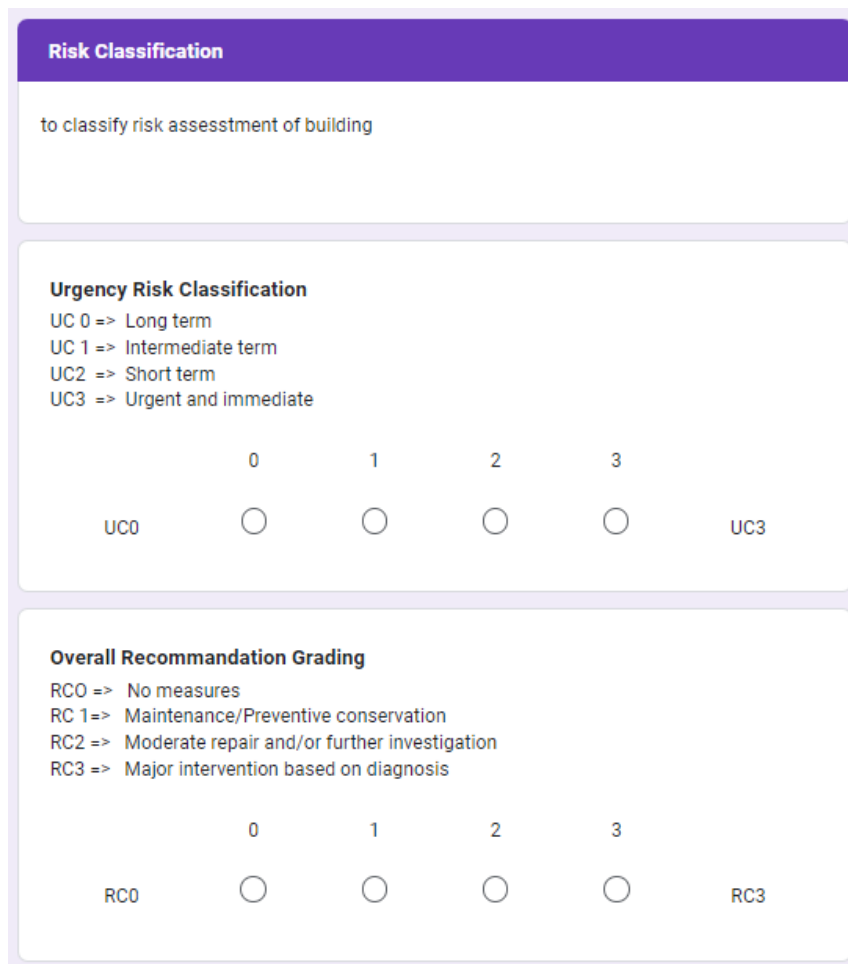 Risk Classification
to classify risk assesstment of building
Urgency Risk Classification
UC 0 => Long term
UC 1 => Intermediate term
UC2 => Short term
UC3 => Urgent and immediate
0 1 2 3
UC0 UC3
Overall Recommandation Grading
RCO => No measures
RC 1=> Maintenance/Preventive conservation
RC2 => Moderate repair and/or further investigation
RC3 => Major intervention based on diagnosis
0 1 2 3
RC0 RC3